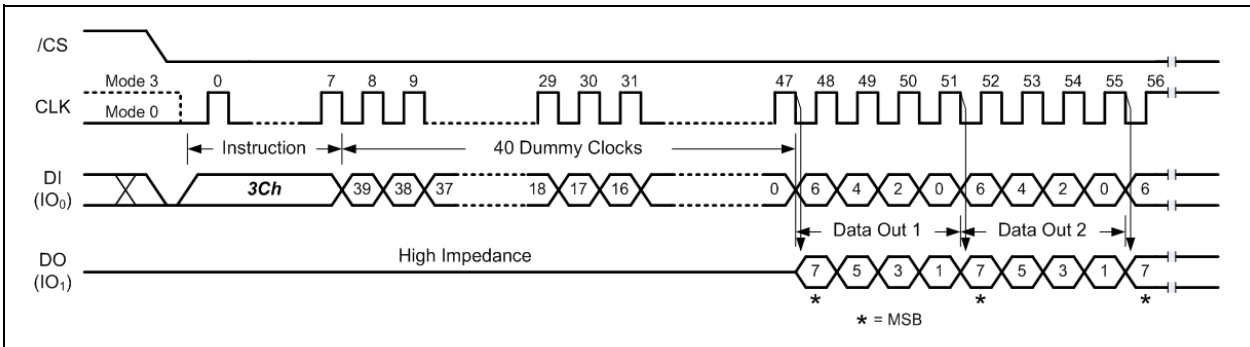 /CS
Mode 3 0 7 8 9 29 30 31 47 48 49 50 51 52 53 54 55 56
CLK
Mode 0
Instruction 40 Dummy Clocks
DI
(IO0)
3Ch 39 38 37 18 17 16 0 6 4 2 0 6 4 2 0 6
Data Out 1 Data Out 2
High Impedance
DO
(IO1)
7 5 3 1 7 5 3 1 7
* * *
* = MSB